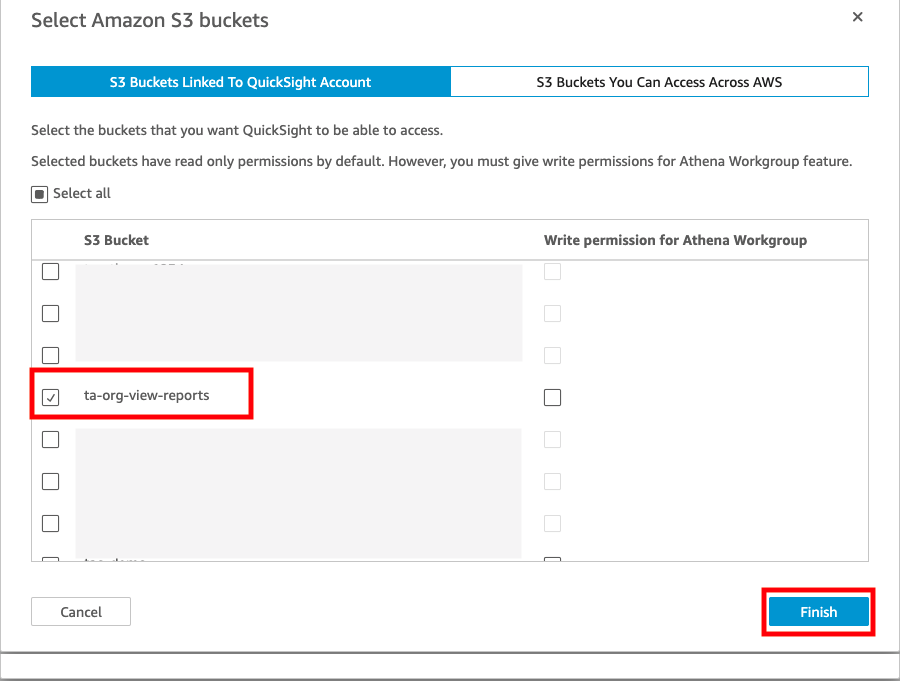 Select Amazon S3 buckets
S3 Buckets Linked To QuickSight Account
S3 Buckets You Can Access Across AWS
Select the buckets that you want QuickSight to be able to access.
Selected buckets have read only permissions by default. However, you must give write permissions for Athena Workgroup feature.
Select all
S3 Bucket
Write permission for Athena Workgroup
ta-org-view-reports
Cancel
Finish